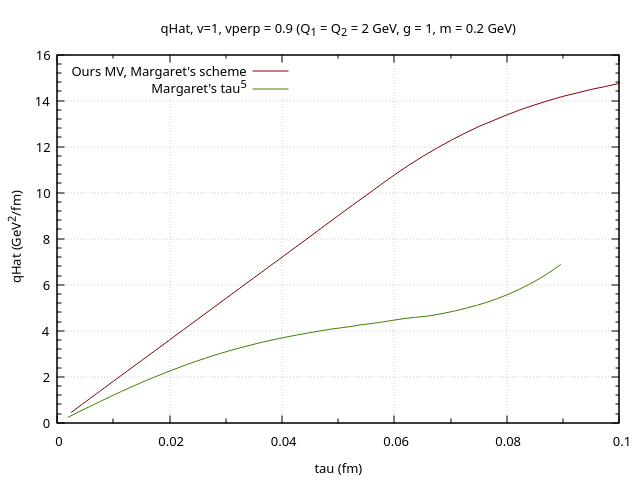 qHat, v=1, vperp = 0.9 (Q₁ = Q₂ = 2 GeV, g = 1, m = 0.2 GeV)
Ours MV, Margaret's scheme
Margaret's tau⁵
qHat (GeV²/fm)
16
14
12
10
8
6
4
2
0
0 0.02 0.04 0.06 0.08 0.1
tau (fm)